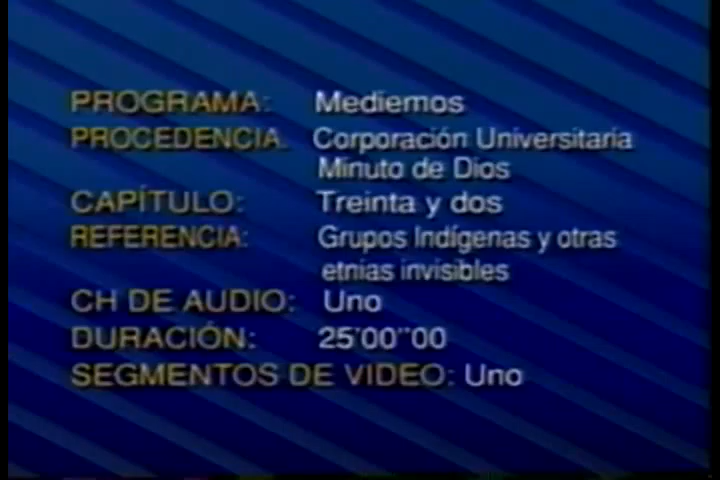 PROGRAMA: Mediemos
PROCEDENCIA: Corporación Universitaria
Minuto de Dios
CAPÍTULO: Treinta y dos
REFERENCIA: Grupos Indígenas y otras
etnias invisibles
CH DE AUDIO: Uno
DURACIÓN: 25'00"00
SEGMENTOS DE VIDEO: Uno